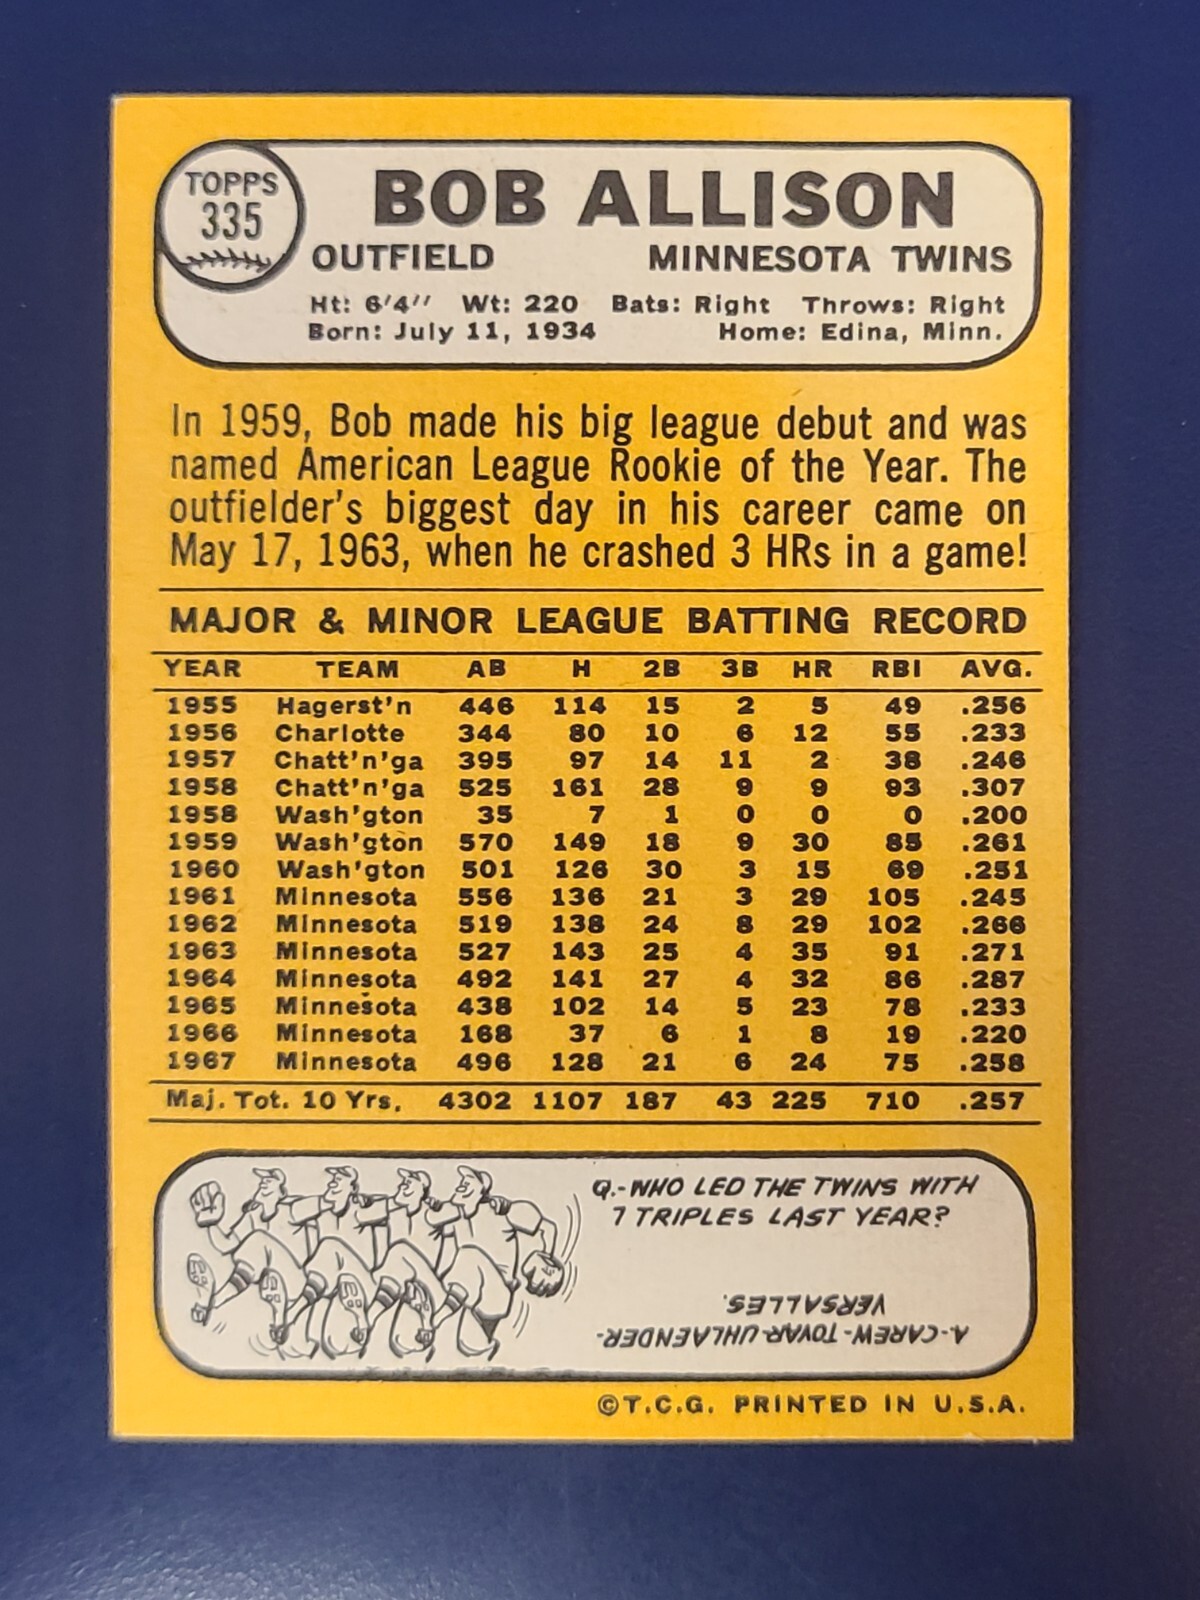 TOPPS
335
BOB ALLISON
OUTFIELD MINNESOTA TWINS
Ht: 6'4'' Wt: 220 Bats: Right Throws: Right
Born: July 11, 1934 Home: Edina, Minn.
In 1959, Bob made his big league debut and was
named American League Rookie of the Year. The
outfielder's biggest day in his career came on
May 17, 1963, when he crashed 3 HRs in a game!
MAJOR & MINOR LEAGUE BATTING RECORD
YEAR TEAM AB H 2B 3B HR RBI AVG.
1955 Hagerst'n 446 114 15 2 5 49 .256
1956 Charlotte 344 80 10 6 12 55 .233
1957 Chatt'n'ga 395 97 14 11 2 38 .246
1958 Chatt'n'ga 525 161 28 9 9 93 .307
1958 Wash'gton 35 7 1 0 0 0 .200
1959 Wash'gton 570 149 18 9 30 85 .261
1960 Wash'gton 501 126 30 3 15 69 .251
1961 Minnesota 556 136 21 3 29 105 .245
1962 Minnesota 519 138 24 8 29 102 .266
1963 Minnesota 527 143 25 4 35 91 .271
1964 Minnesota 492 141 27 4 32 86 .287
1965 Minnesota 438 102 14 5 23 78 .233
1966 Minnesota 168 37 6 1 8 19 .220
1967 Minnesota 496 128 21 6 24 75 .258
Maj. Tot. 10 Yrs. 4302 1107 187 43 225 710 .257
Q.-WHO LED THE TWINS WITH
7 TRIPLES LAST YEAR?
A-CAREW-TOVAR-UHLAENDER-
VERSALLES.
©T.C.G. PRINTED IN U.S.A.